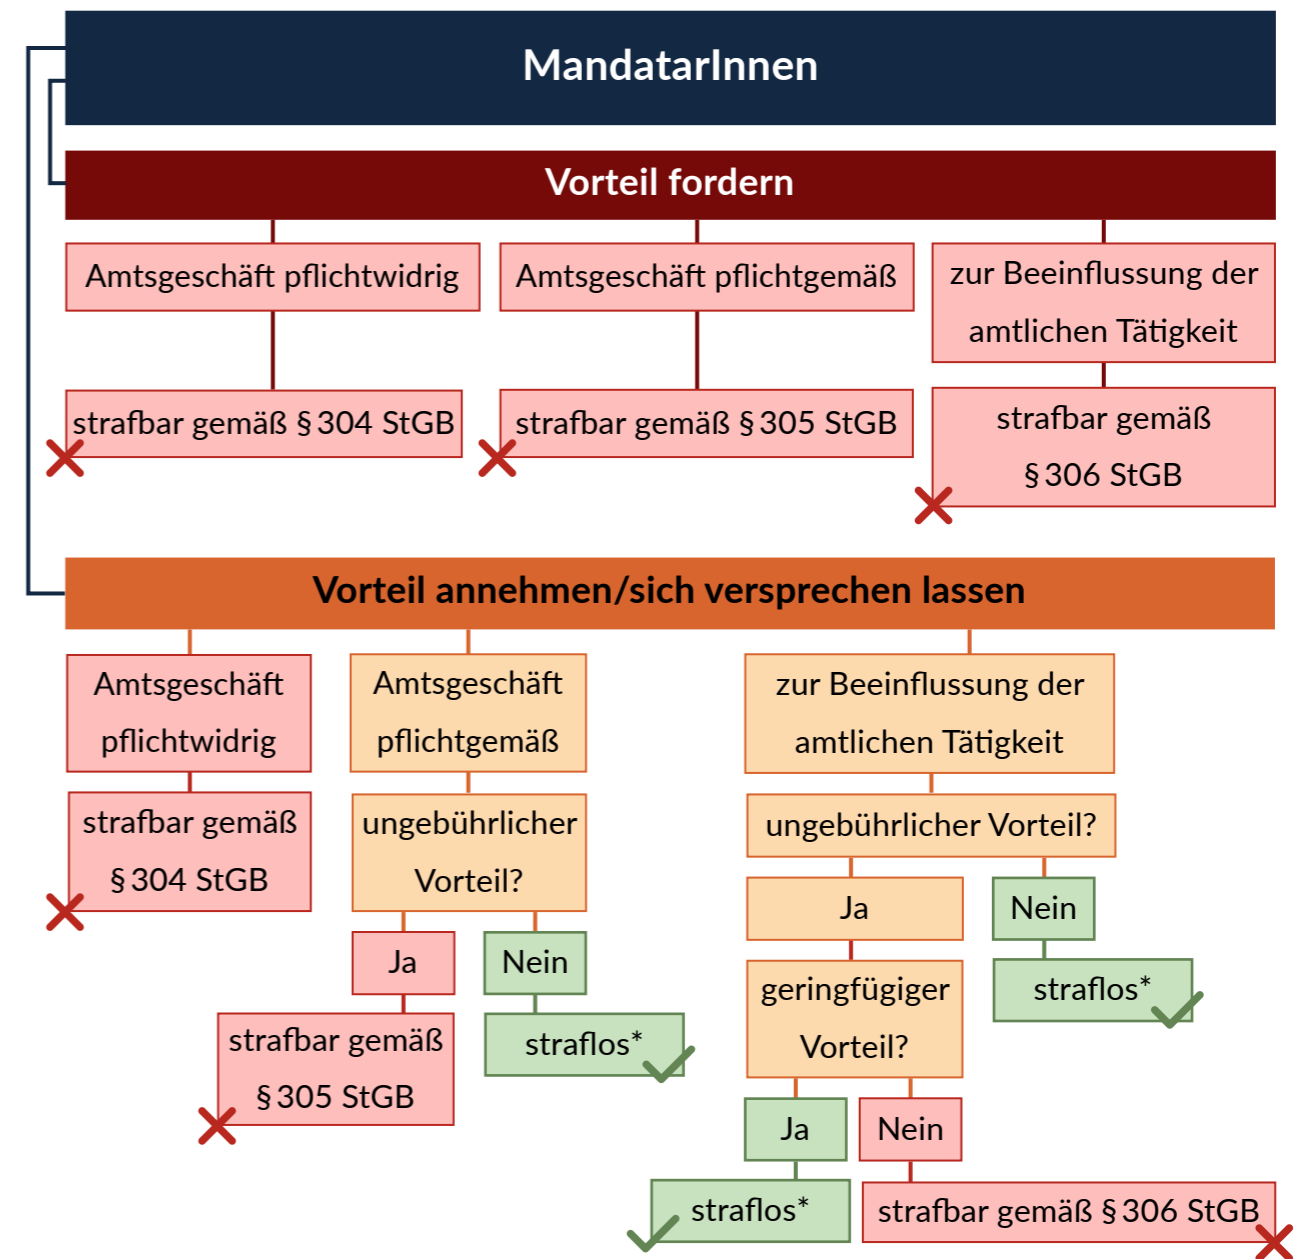 MandatarInnen
Vorteil fordern
Amtsgeschäft pflichtwidrig
strafbar gemäß § 304 StGB
Amtsgeschäft pflichtgemäß
strafbar gemäß § 305 StGB
zur Beeinflussung der
amtlichen Tätigkeit
strafbar gemäß
§ 306 StGB
Vorteil annehmen/sich versprechen lassen
Amtsgeschäft
pflichtwidrig
strafbar gemäß
§ 304 StGB
Amtsgeschäft
pflichtgemäß
ungebührlicher
Vorteil?
Ja
strafbar gemäß
§ 305 StGB
Nein
straflos*
zur Beeinflussung der
amtlichen Tätigkeit
ungebührlicher Vorteil?
Ja
geringfügiger
Vorteil?
Ja
straflos*
Nein
strafbar gemäß § 306 StGB
Nein
straflos*